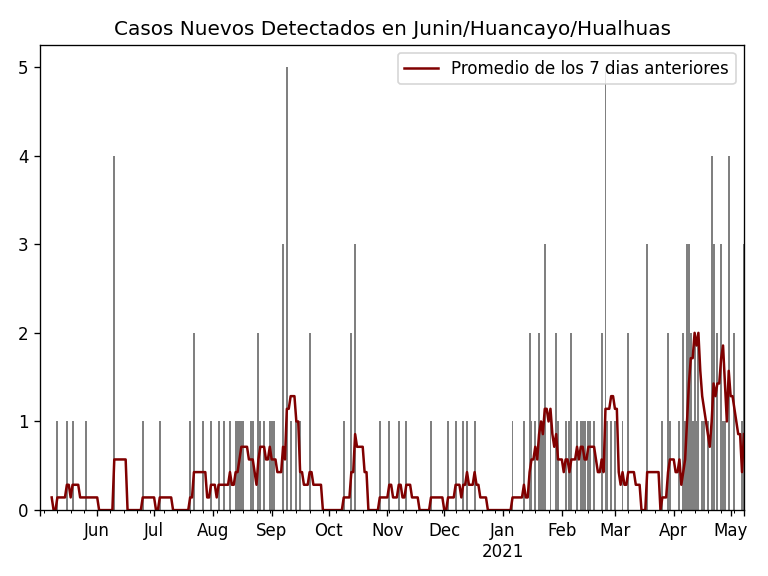 Casos Nuevos Detectados en Junin/Huancayo/Hualhuas
Promedio de los 7 dias anteriores
5
4
3
2
1
0
Jun Jul Aug Sep Oct Nov Dec Jan Feb Mar Apr May
2021